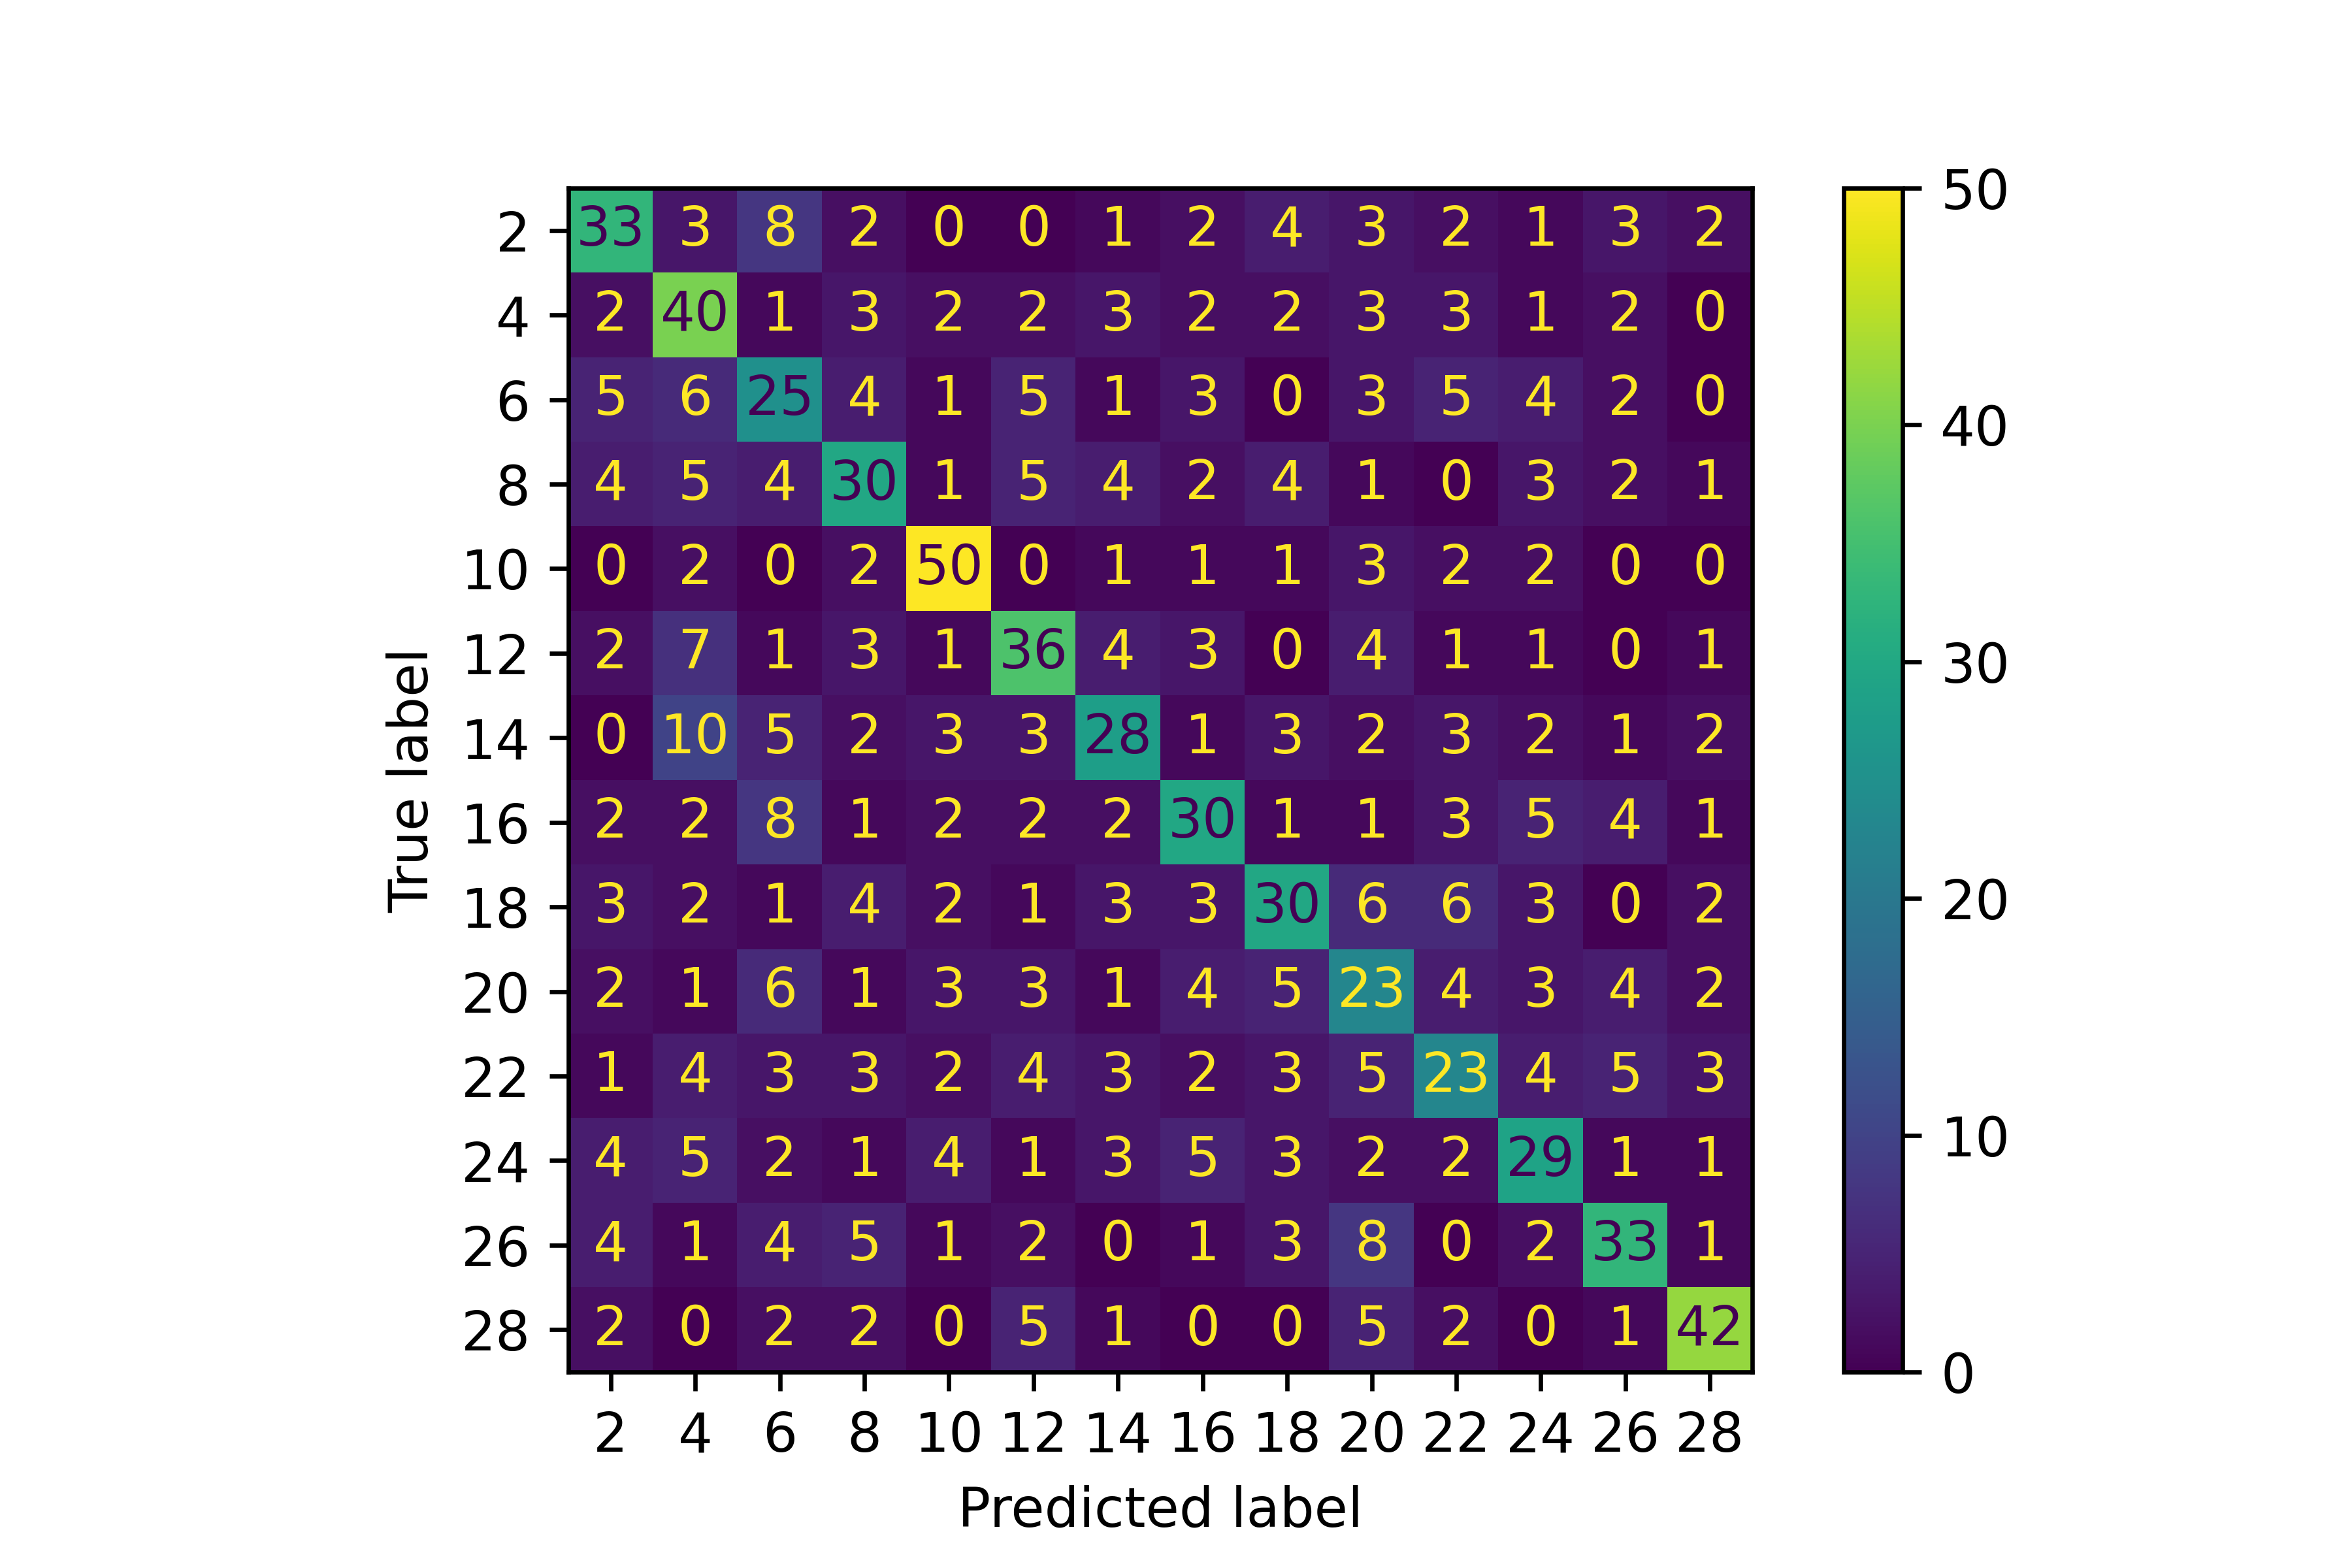 2 33 3 8 2 0 0 1 2 4 3 2 1 3 2
4 2 40 1 3 2 2 3 2 2 3 3 1 2 0
6 5 6 25 4 1 5 1 3 0 3 5 4 2 0
8 4 5 4 30 1 5 4 2 4 1 0 3 2 1
10 0 2 0 2 50 0 1 1 1 3 2 2 0 0
12 2 7 1 3 1 36 4 3 0 4 1 1 0 1
14 0 10 5 2 3 3 28 1 3 2 3 2 1 2
16 2 2 8 1 2 2 2 30 1 1 3 5 4 1
18 3 2 1 4 2 1 3 3 30 6 6 3 0 2
20 2 1 6 1 3 3 1 4 5 23 4 3 4 2
22 1 4 3 3 2 4 3 2 3 5 23 4 5 3
24 4 5 2 1 4 1 3 5 3 2 2 29 1 1
26 4 1 4 5 1 2 0 1 3 8 0 2 33 1
28 2 0 2 2 0 5 1 0 0 5 2 0 1 42
2 4 6 8 10 12 14 16 18 20 22 24 26 28
Predicted label
True label
50
40
30
20
10
0